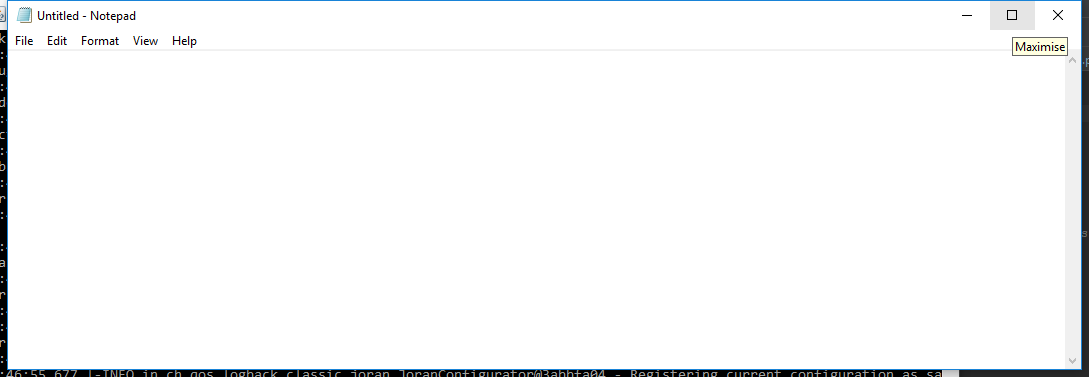 Untitled - Notepad
File Edit Format View Help
Maximise
:46:55,677 |-INFO in ch.qos.logback.classic.joran.JoranConfigurator@3abbfa04 - Registering current configuration as sa